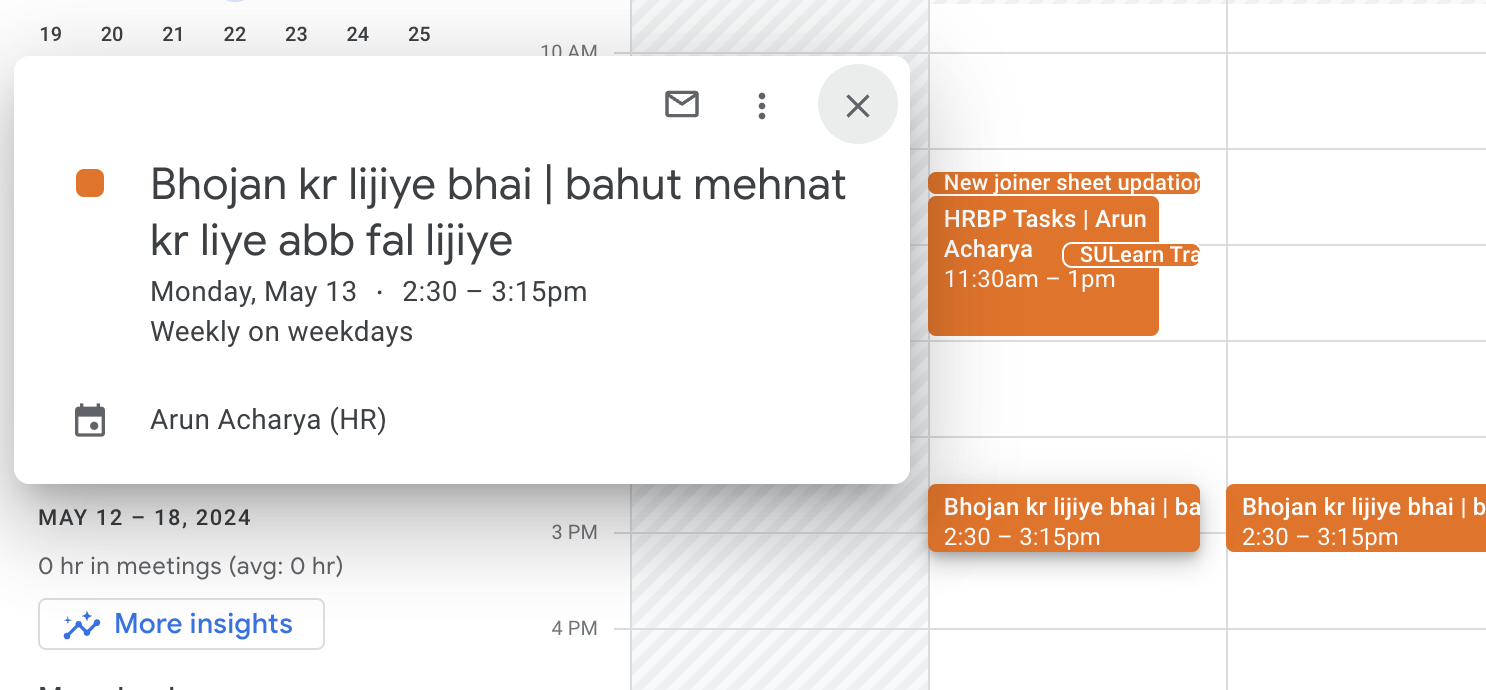 19 20 21 22 23 24 25
10 AM
Bhojan kr lijiye bhai | bahut mehnat
kr liye abb fal lijiye
Monday, May 13 · 2:30 – 3:15pm
Weekly on weekdays
Arun Acharya (HR)
MAY 12 – 18, 2024
0 hr in meetings (avg: 0 hr)
More insights
3 PM
4 PM
New joiner sheet updation
HRBP Tasks | Arun
Acharya
SULearn Tra
11:30am – 1pm
Bhojan kr lijiye bhai | ba
2:30 – 3:15pm
Bhojan kr lijiye bhai | b
2:30 – 3:15pm